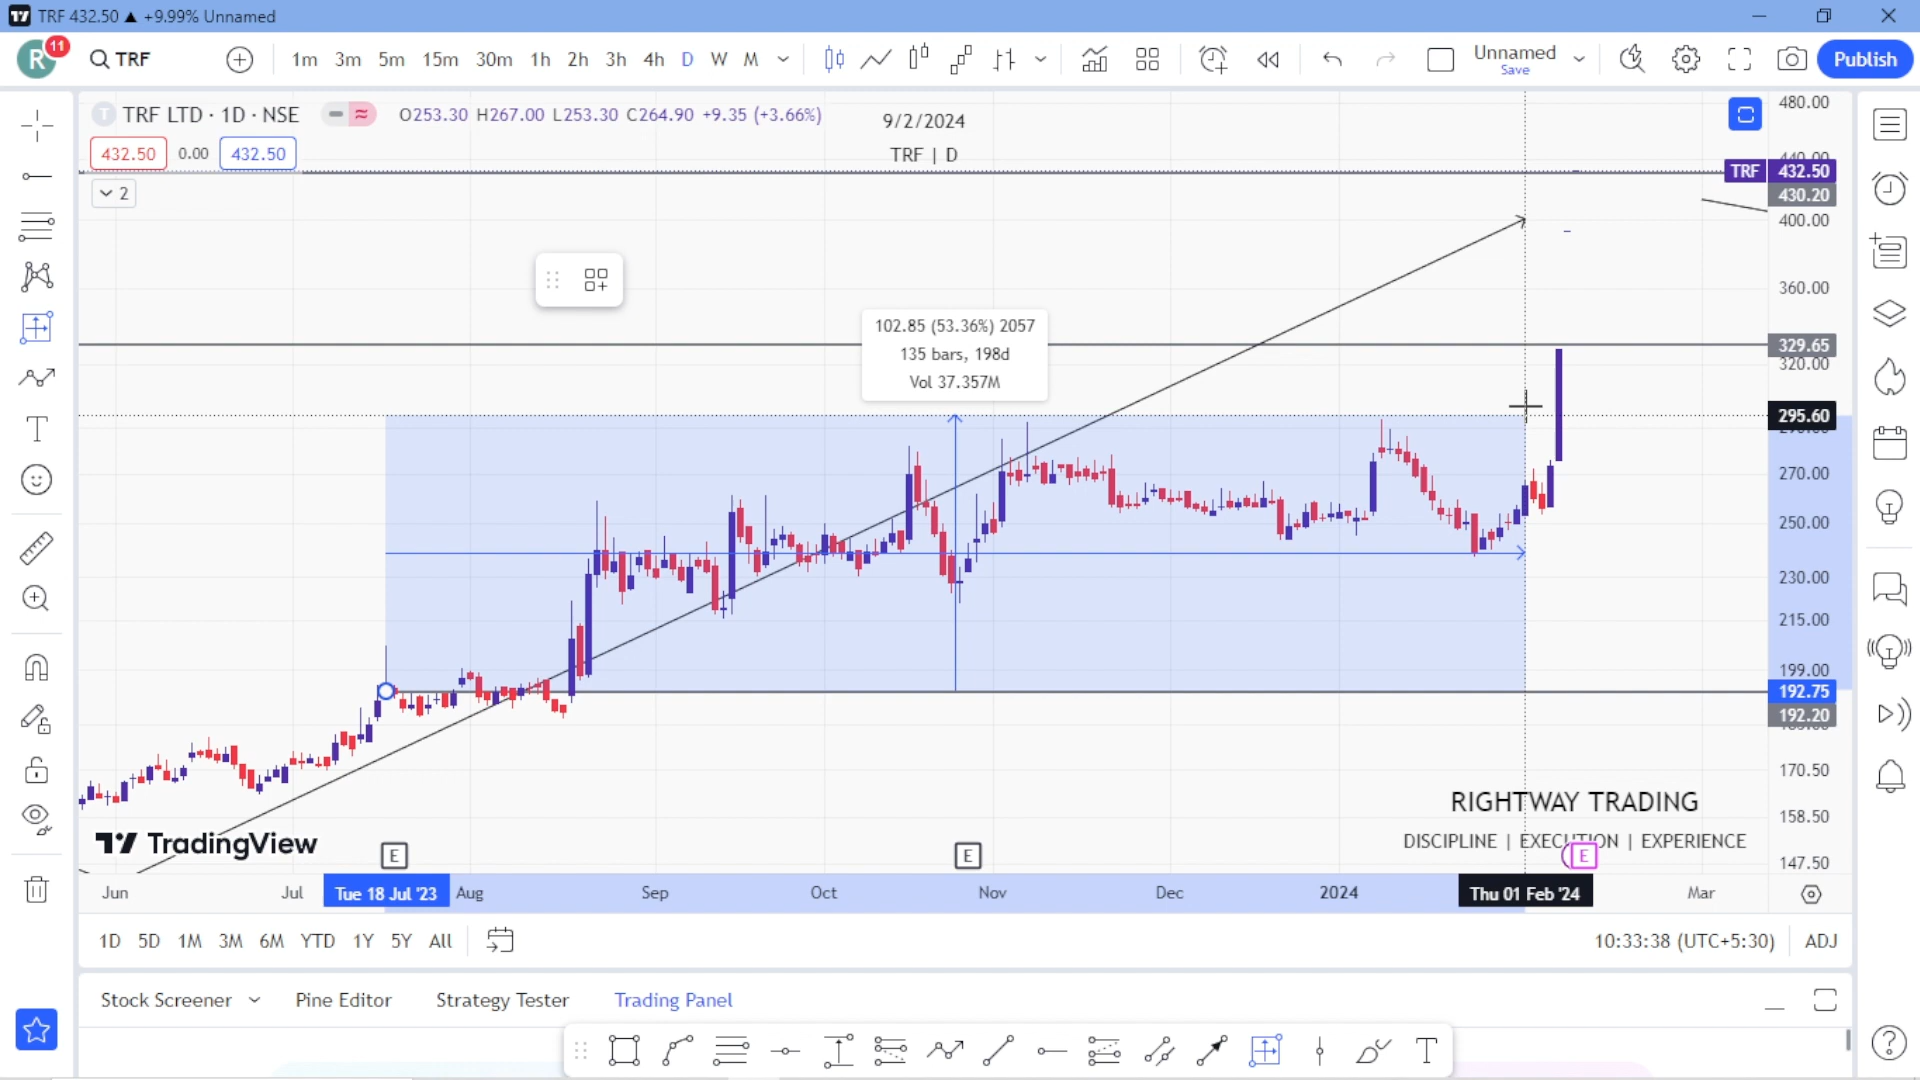 TRF 432.50 ▲ +9.99% Unnamed
R 11 TRF 1m 3m 5m 15m 30m 1h 2h 3h 4h D W M Unnamed Save Publish
TRF LTD · 1D · NSE O253.30 H267.00 L253.30 C264.90 +9.35 (+3.66%)
432.50 0.00 432.50
2
9/2/2024
TRF | D
102.85 (53.36%) 2057
135 bars, 198d
Vol 37.357M
480.00
440.00
TRF 432.50
430.20
400.00
360.00
329.65
320.00
295.60
270.00
250.00
230.00
215.00
199.00
192.75
192.20
170.50
158.50
147.50
RIGHTWAY TRADING
DISCIPLINE | EXECUTION | EXPERIENCE
TradingView
E E E
Jun Jul Tue 18 Jul '23 Aug Sep Oct Nov Dec 2024 Thu 01 Feb '24 Mar
1D 5D 1M 3M 6M YTD 1Y 5Y All 10:33:38 (UTC+5:30) ADJ
Stock Screener Pine Editor Strategy Tester Trading Panel